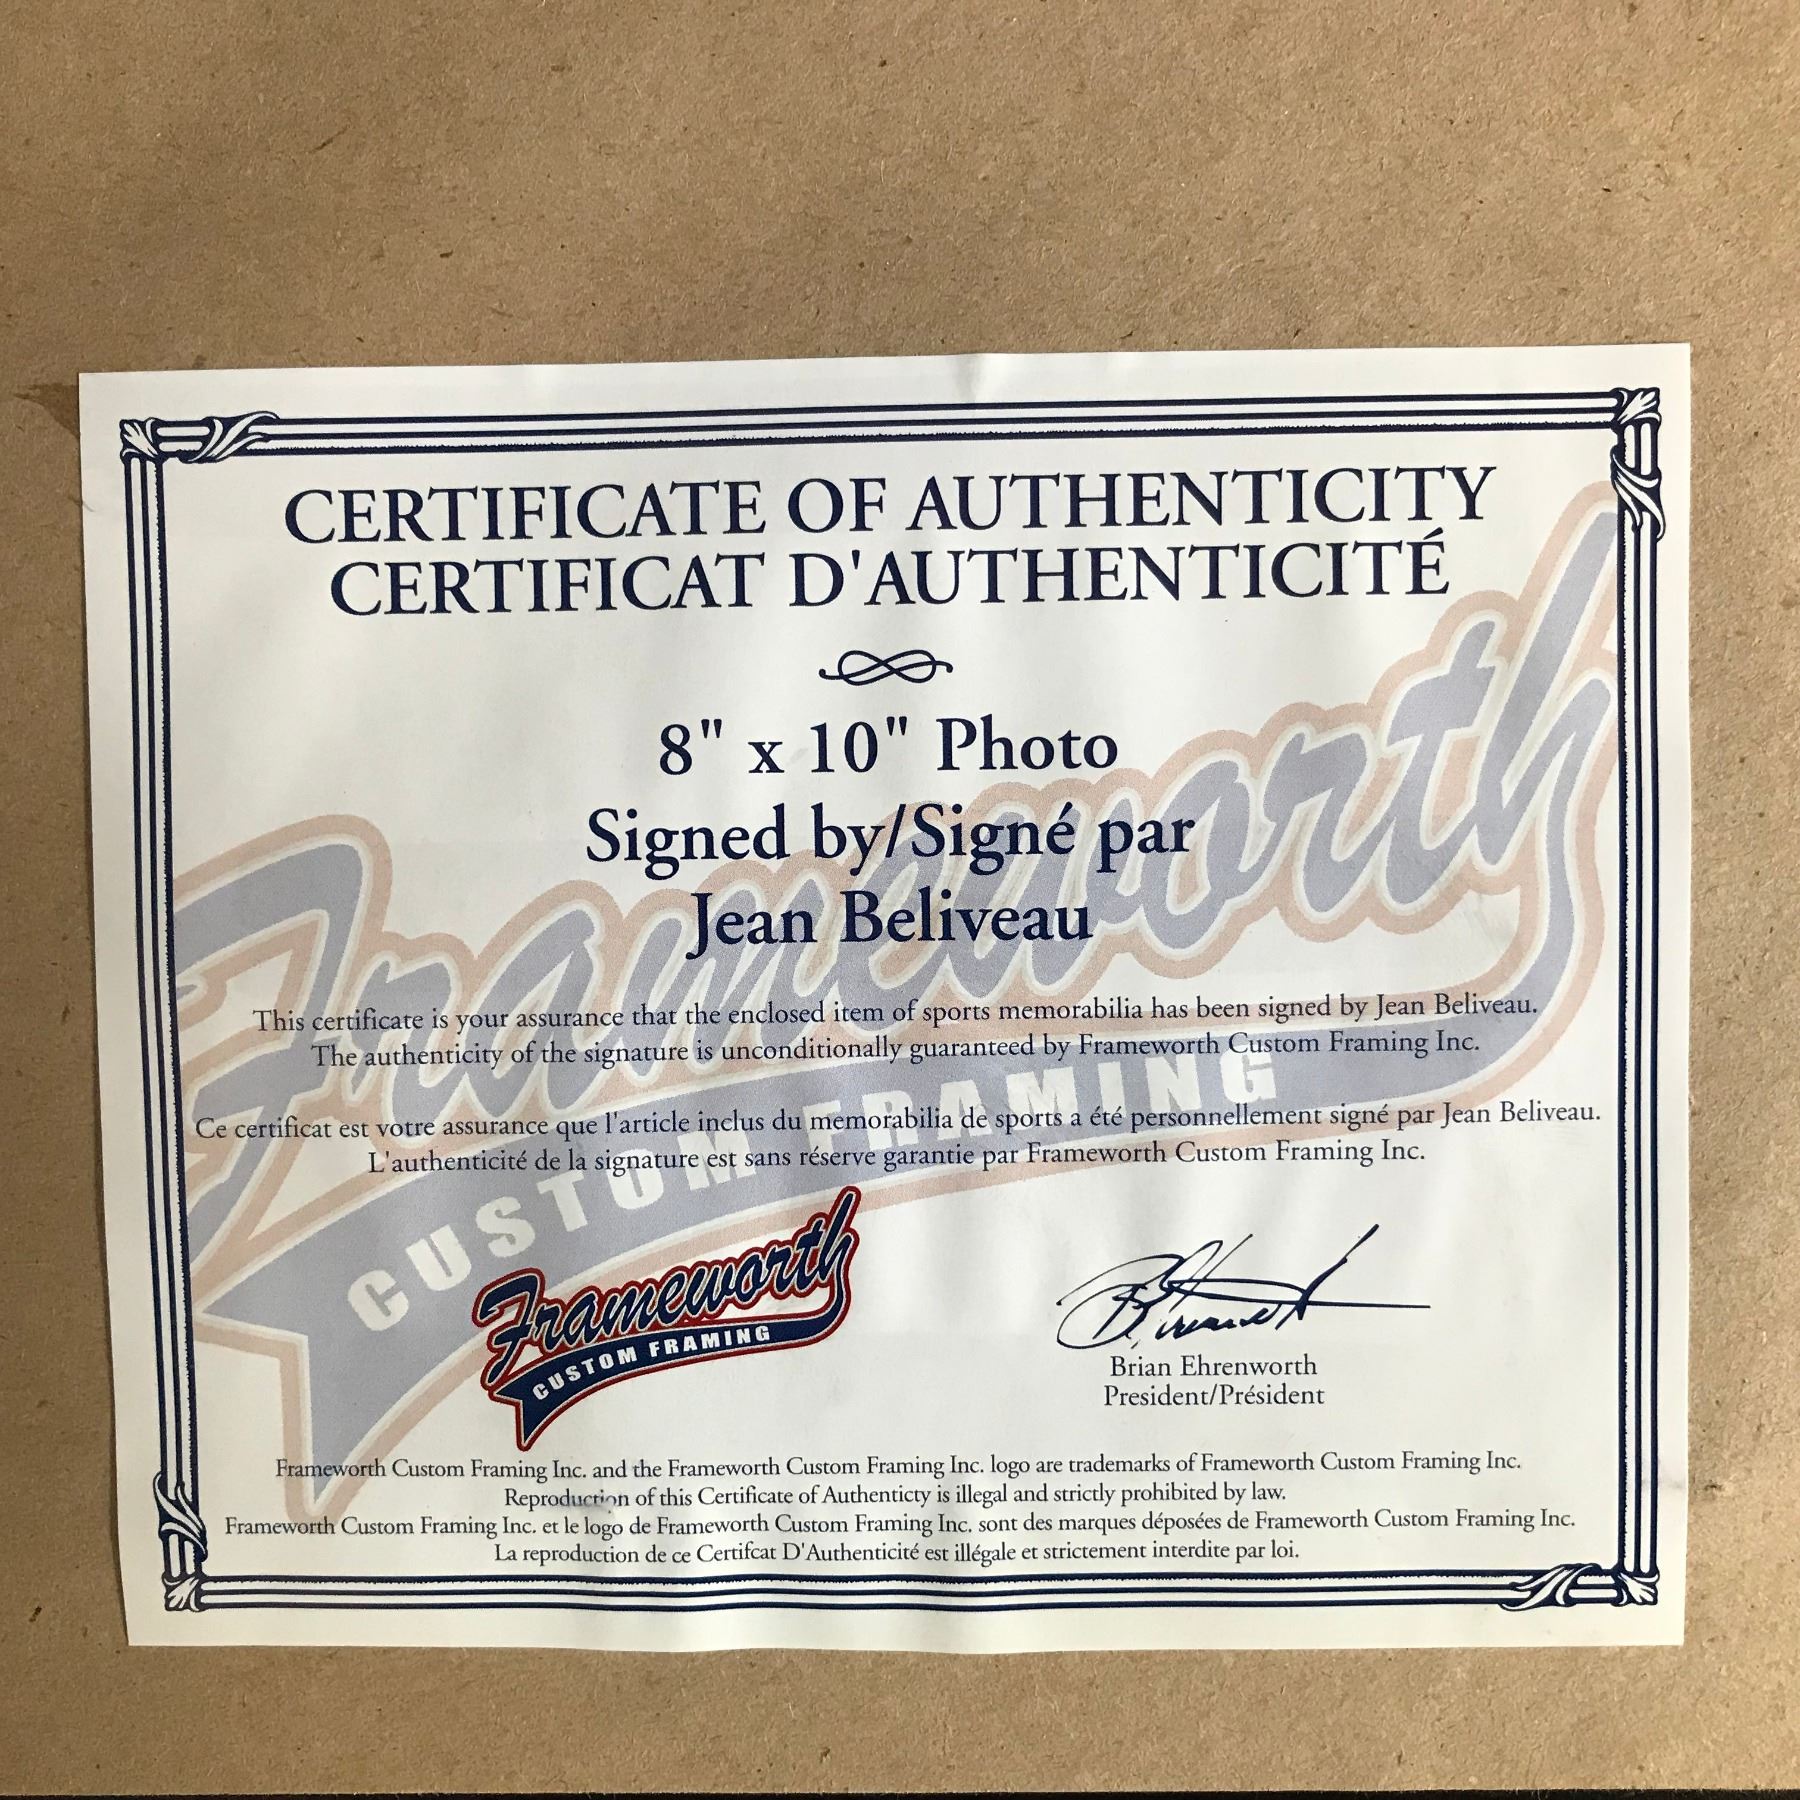 CERTIFICATE OF AUTHENTICITY
CERTIFICAT D'AUTHENTICITÉ
8" x 10" Photo
Signed by/Signé par
Jean Beliveau
This certificate is your assurance that the enclosed item of sports memorabilia has been signed by Jean Beliveau.
The authenticity of the signature is unconditionally guaranteed by Frameworth Custom Framing Inc.
Ce certificat est votre assurance que l'article inclus du memorabilia de sports a été personnellement signé par Jean Beliveau.
L'authenticité de la signature est sans réserve garantie par Frameworth Custom Framing Inc.
Frameworth
CUSTOM FRAMING
Frameworth
CUSTOM FRAMING
Brian Ehrenworth
President/Président
Frameworth Custom Framing Inc. and the Frameworth Custom Framing Inc. logo are trademarks of Frameworth Custom Framing Inc.
Reproduction of this Certificate of Authenticty is illegal and strictly prohibited by law.
Frameworth Custom Framing Inc. et le logo de Frameworth Custom Framing Inc. sont des marques déposées de Frameworth Custom Framing Inc.
La reproduction de ce Certifcat D'Authenticité est illégale et strictement interdite par loi.